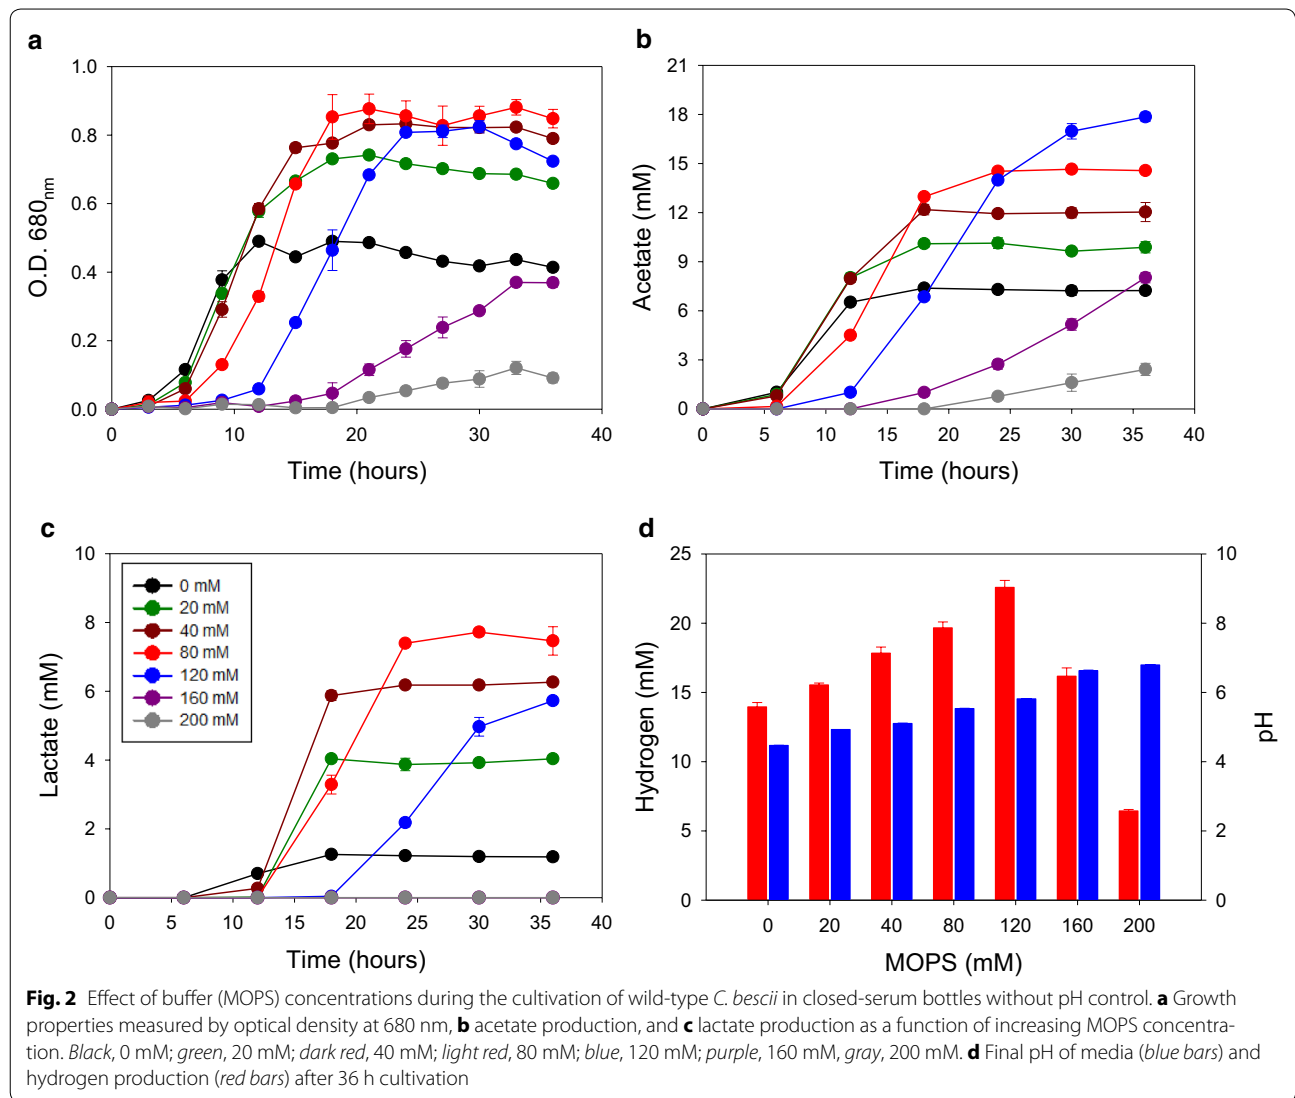 a
1.0
0.8
0.6
0.4
0.2
0.0
O.D. 680nm
0 10 20 30 40
Time (hours)
b
21
18
15
12
9
6
3
0
Acetate (mM)
0 5 10 15 20 25 30 35 40
Time (hours)
c
10
8
6
4
2
0
Lactate (mM)
0 mM
20 mM
40 mM
80 mM
120 mM
160 mM
200 mM
0 5 10 15 20 25 30 35 40
Time (hours)
d
25
20
15
10
5
0
Hydrogen (mM)
10
8
6
4
2
0
pH
0 20 40 80 120 160 200
MOPS (mM)
Fig. 2 Effect of buffer (MOPS) concentrations during the cultivation of wild-type C. bescii in closed-serum bottles without pH control. a Growth
properties measured by optical density at 680 nm, b acetate production, and c lactate production as a function of increasing MOPS concentra-
tion. Black, 0 mM; green, 20 mM; dark red, 40 mM; light red, 80 mM; blue, 120 mM; purple, 160 mM, gray, 200 mM. d Final pH of media (blue bars) and
hydrogen production (red bars) after 36 h cultivation